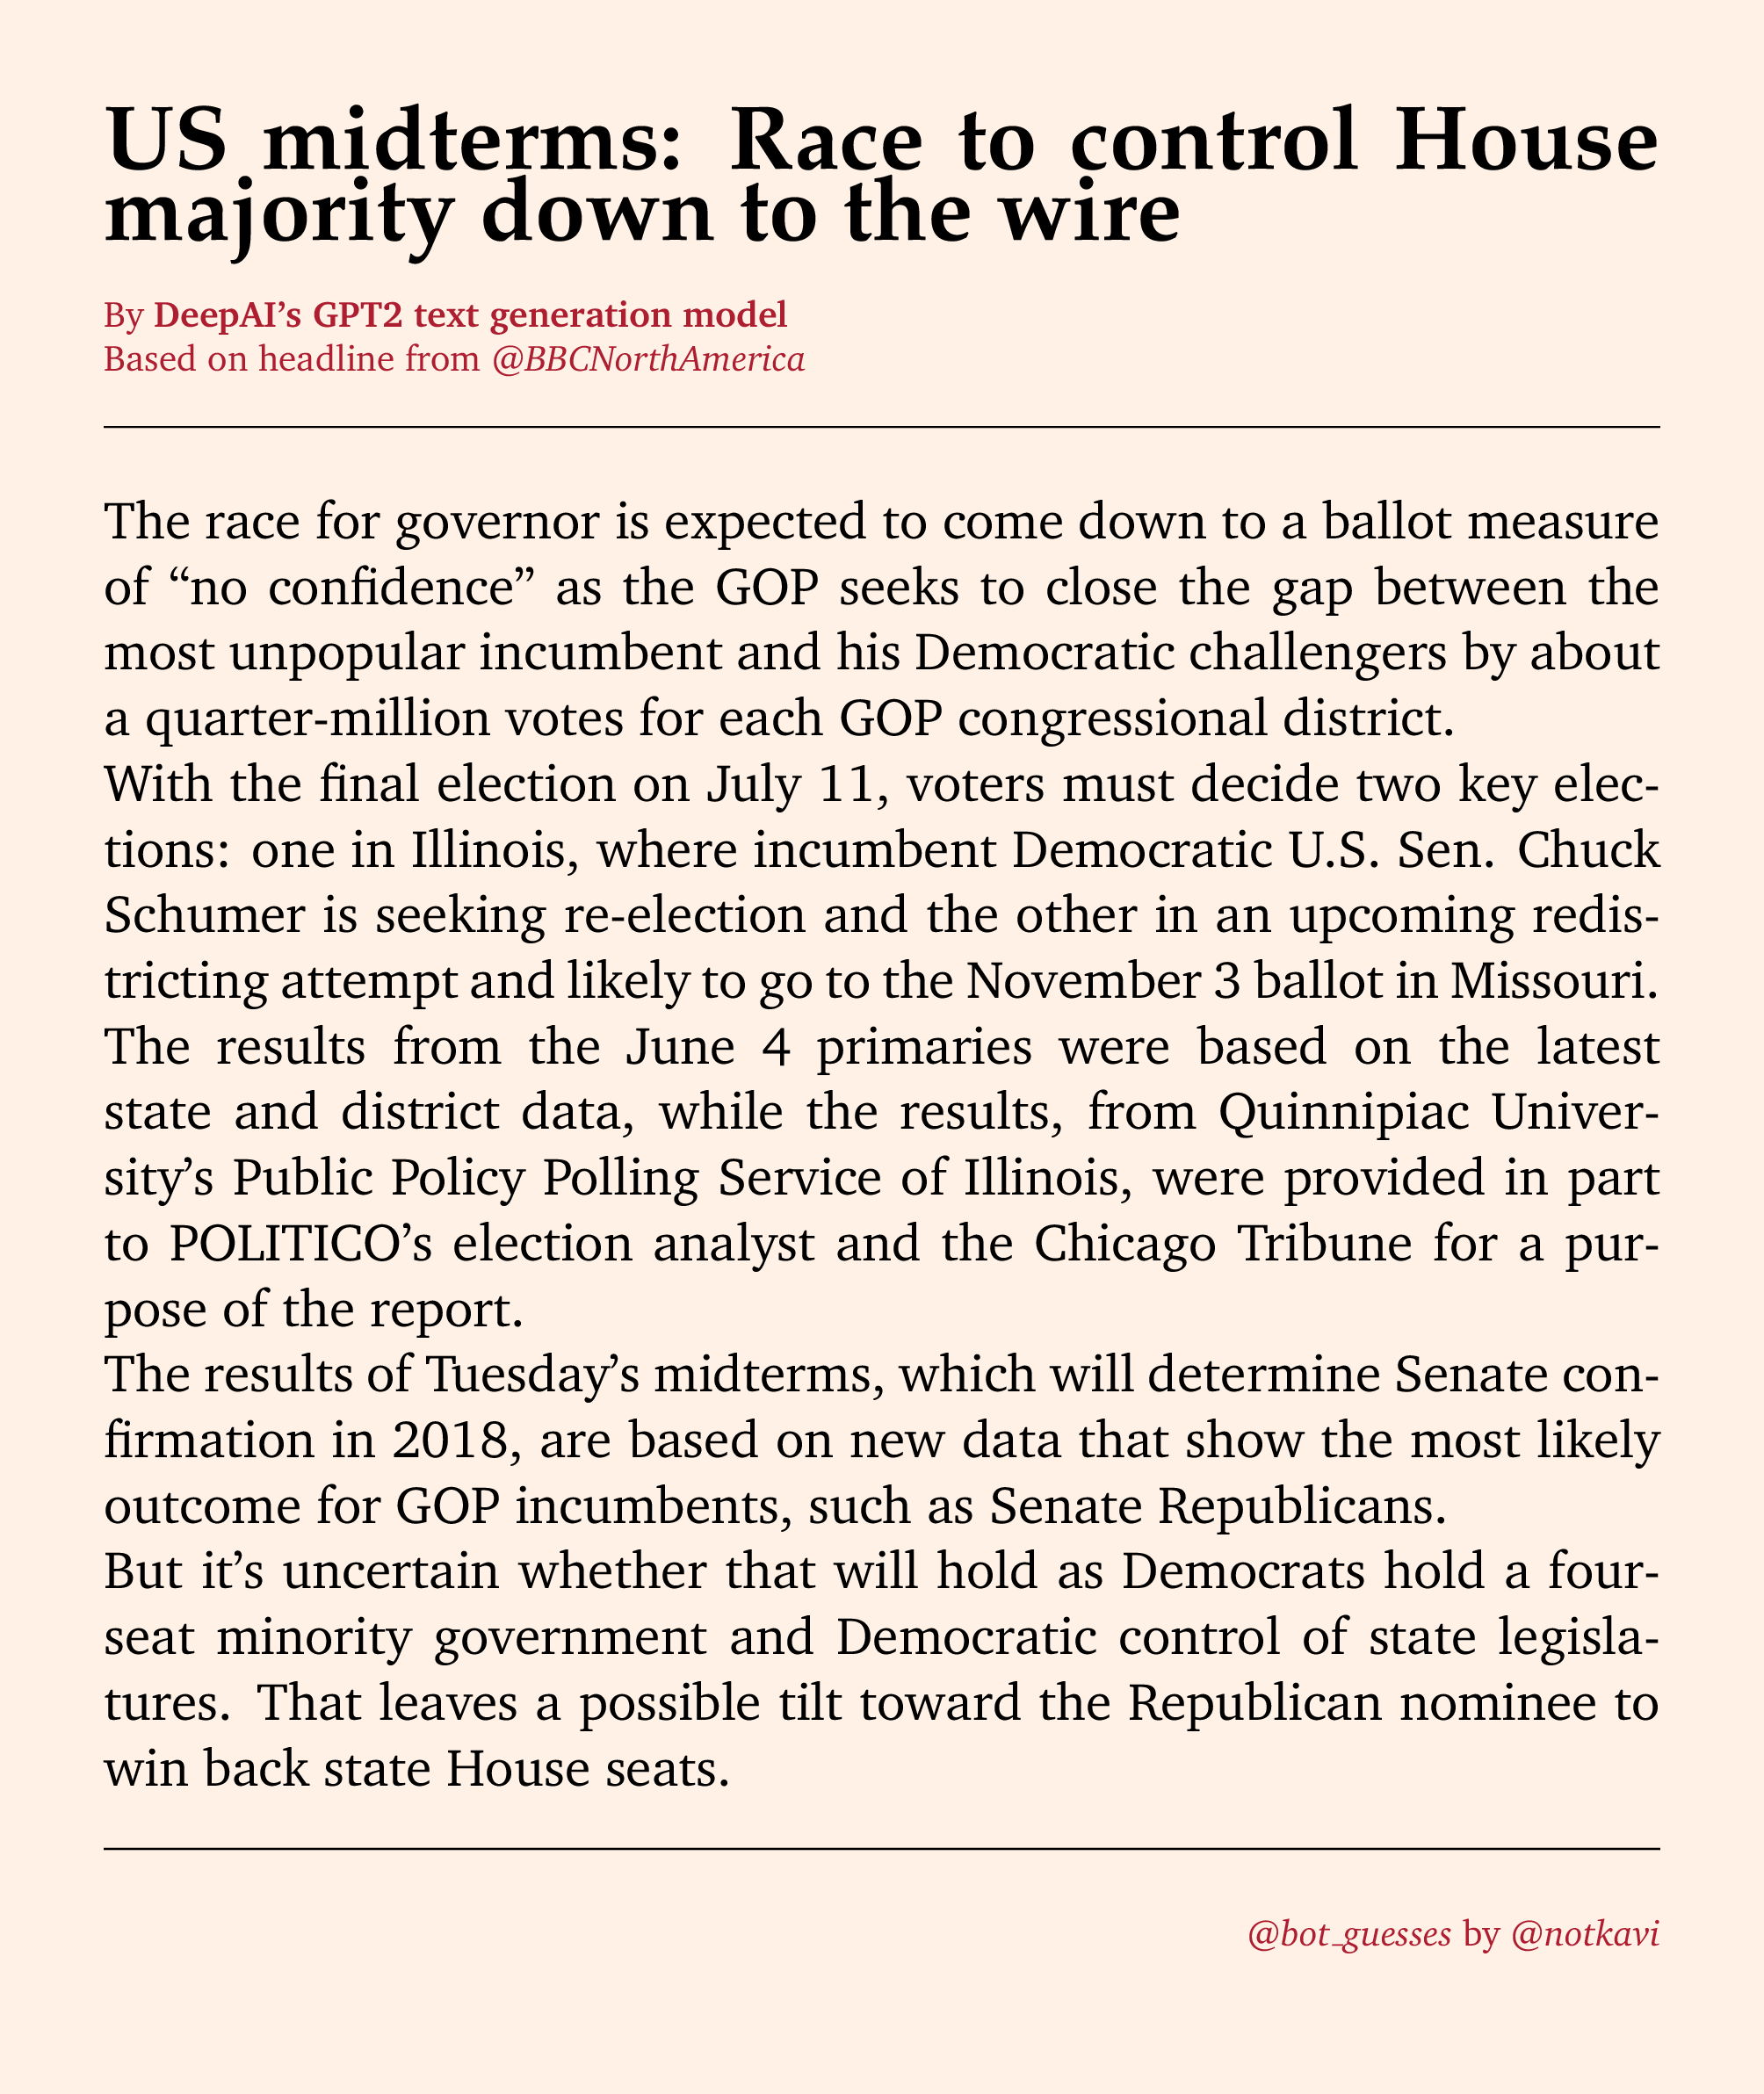 US midterms: Race to control House
majority down to the wire
By DeepAI’s GPT2 text generation model
Based on headline from @BBCNorthAmerica
The race for governor is expected to come down to a ballot measure
of “no confidence” as the GOP seeks to close the gap between the
most unpopular incumbent and his Democratic challengers by about
a quarter-million votes for each GOP congressional district.
With the final election on July 11, voters must decide two key elec-
tions: one in Illinois, where incumbent Democratic U.S. Sen. Chuck
Schumer is seeking re-election and the other in an upcoming redis-
tricting attempt and likely to go to the November 3 ballot in Missouri.
The results from the June 4 primaries were based on the latest
state and district data, while the results, from Quinnipiac Univer-
sity’s Public Policy Polling Service of Illinois, were provided in part
to POLITICO’s election analyst and the Chicago Tribune for a pur-
pose of the report.
The results of Tuesday’s midterms, which will determine Senate con-
firmation in 2018, are based on new data that show the most likely
outcome for GOP incumbents, such as Senate Republicans.
But it’s uncertain whether that will hold as Democrats hold a four-
seat minority government and Democratic control of state legisla-
tures. That leaves a possible tilt toward the Republican nominee to
win back state House seats.
@bot_guesses by @notkavi